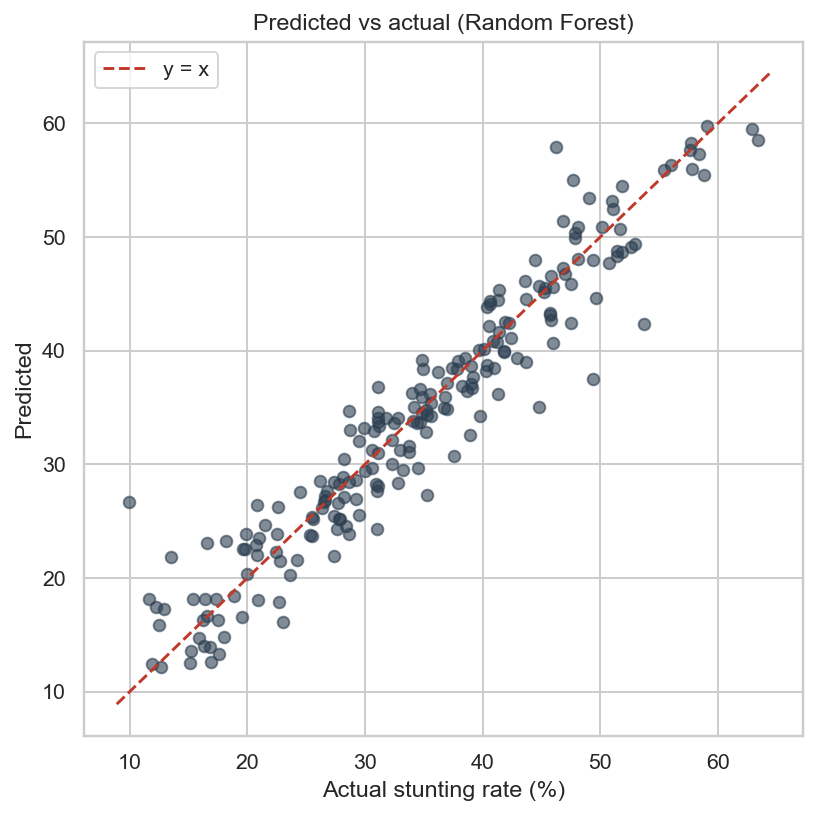 Predicted vs actual (Random Forest)
y = x
Predicted
60
50
40
30
20
10
10 20 30 40 50 60
Actual stunting rate (%)